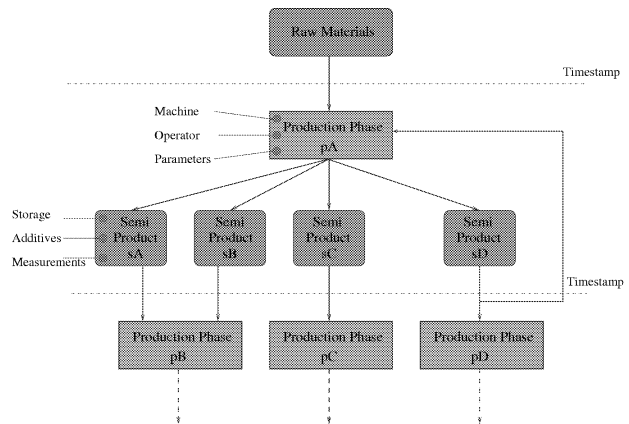 Raw Materials
Timestamp
Machine
Operator
Parameters
Production Phase
pA
Storage
Additives
Measurements
Semi
Product
sA
Semi
Product
sB
Semi
Product
sC
Semi
Product
sD
Timestamp
Production Phase
pB
Production Phase
pC
Production Phase
pD